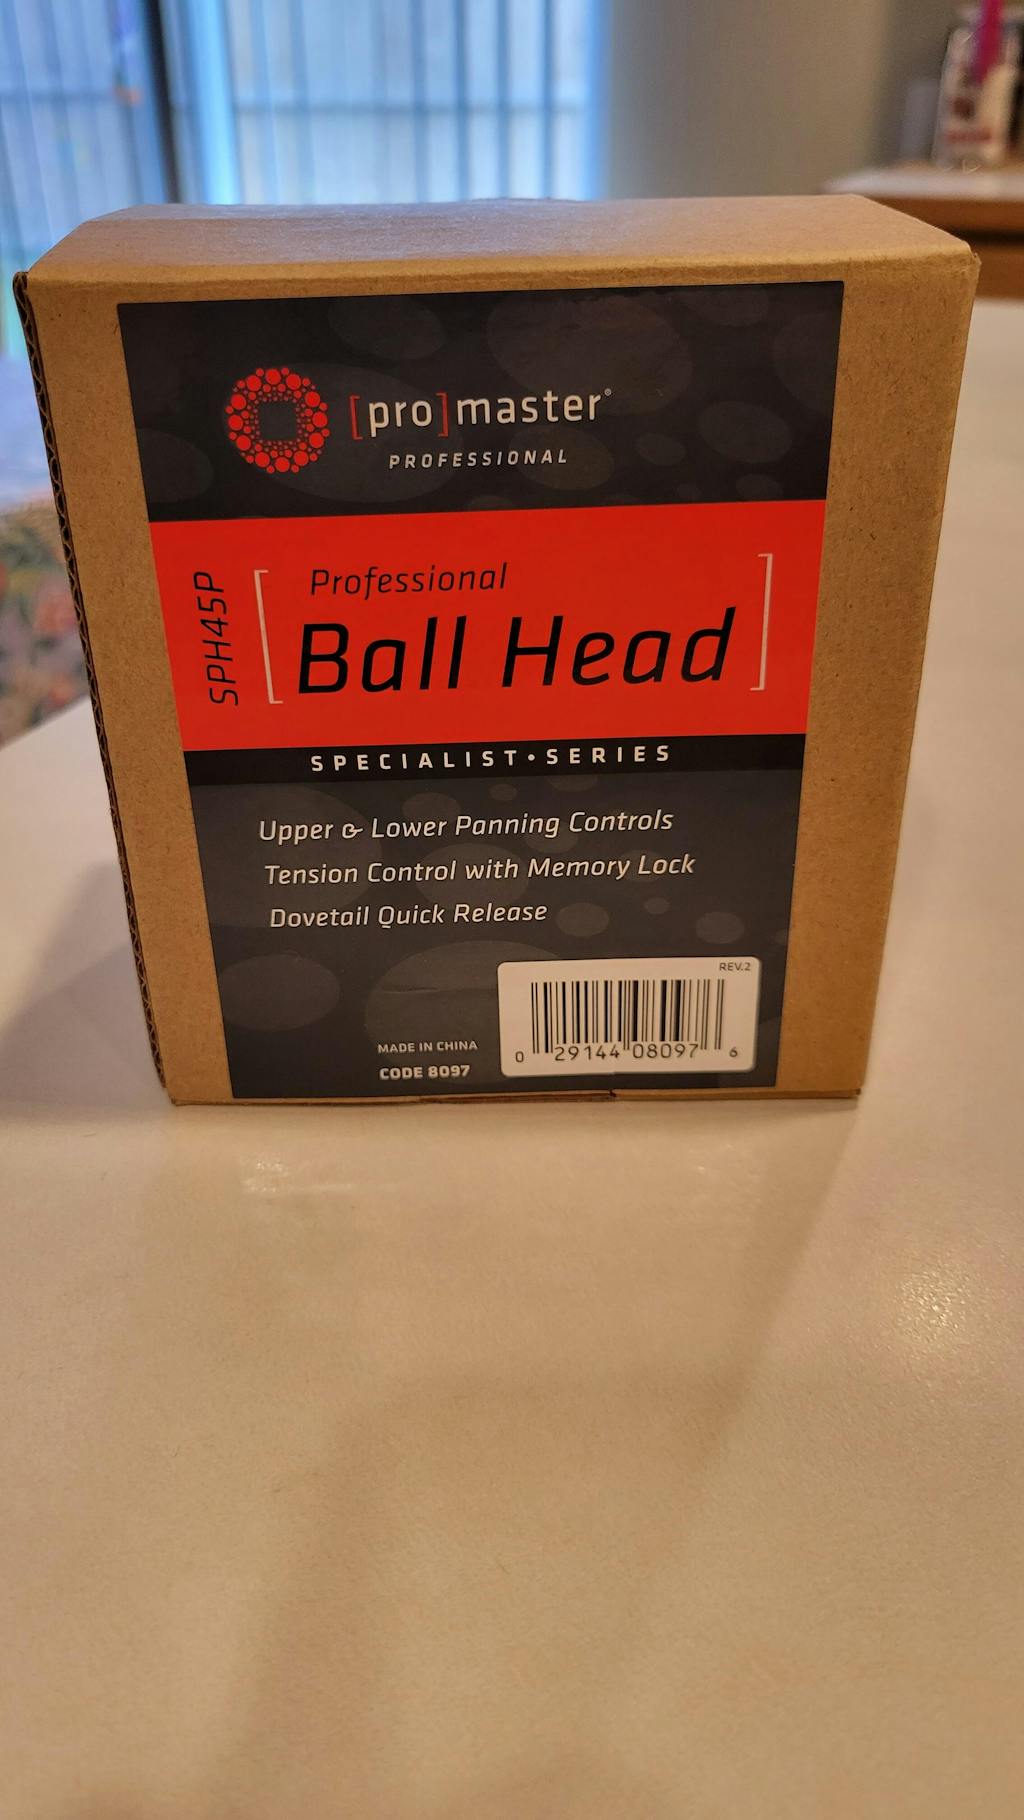 [pro]master®
PROFESSIONAL
SPH45P
[Professional
Ball Head]
SPECIALIST•SERIES
Upper & Lower Panning Controls
Tension Control with Memory Lock
Dovetail Quick Release
REV.2
MADE IN CHINA
CODE 8097
0 29144 08097 6